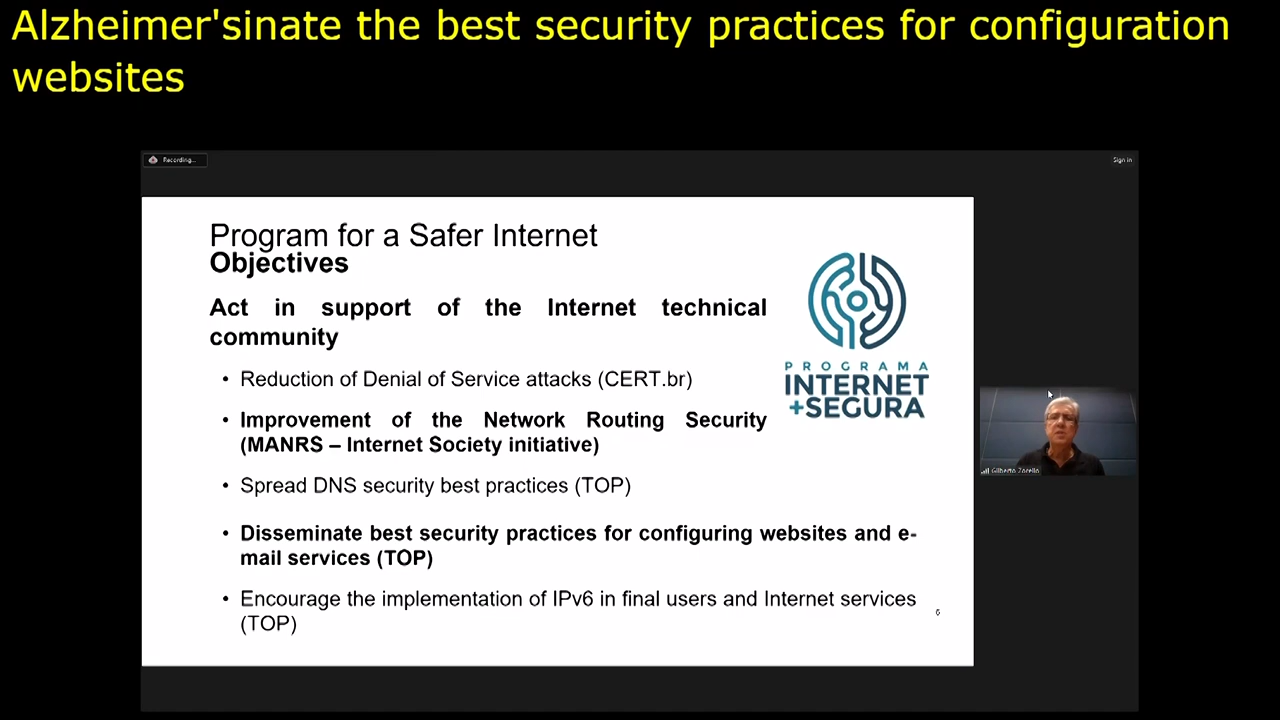 Alzheimer'sinate the best security practices for configuration
websites
Recording...
Sign in
Program for a Safer Internet
Objectives
Act in support of the Internet technical
community
• Reduction of Denial of Service attacks (CERT.br)
• Improvement of the Network Routing Security
(MANRS – Internet Society initiative)
• Spread DNS security best practices (TOP)
• Disseminate best security practices for configuring websites and e-
mail services (TOP)
• Encourage the implementation of IPv6 in final users and Internet services
(TOP)
PROGRAMA
INTERNET
+SEGURA
Gilberto Zorello
6